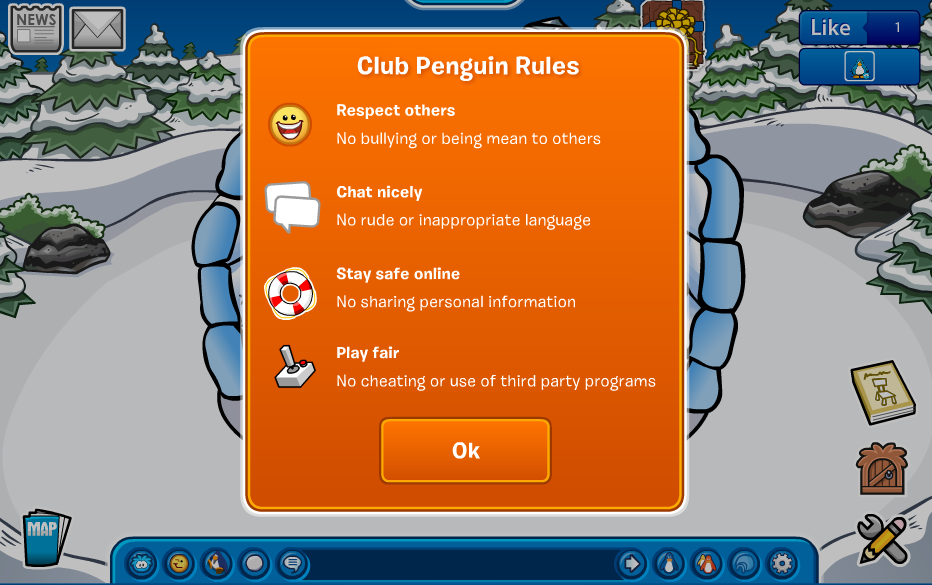 NEWS
Like 1
Club Penguin Rules
Respect others
No bullying or being mean to others
Chat nicely
No rude or inappropriate language
Stay safe online
No sharing personal information
Play fair
No cheating or use of third party programs
Ok
MAP